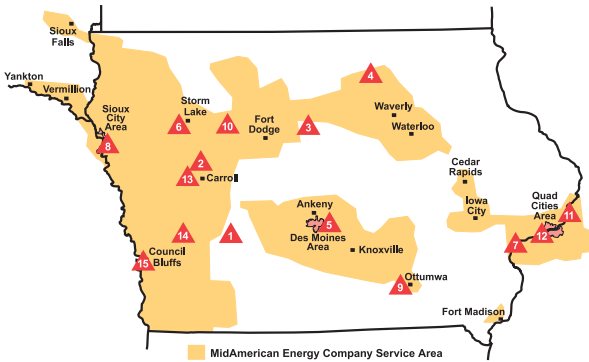 Sioux
Falls
Yankton
Vermillion
Sioux
City
Area
8
Storm
Lake
6
10
Fort
Dodge
3
4
Waverly
Waterloo
2
13
Carroll
Cedar
Rapids
Iowa
City
Quad
Cities
Area
11
12
7
14
1
Ankeny
5
Des Moines
Area
Knoxville
Council
Bluffs
15
9
Ottumwa
Fort Madison
MidAmerican Energy Company Service Area